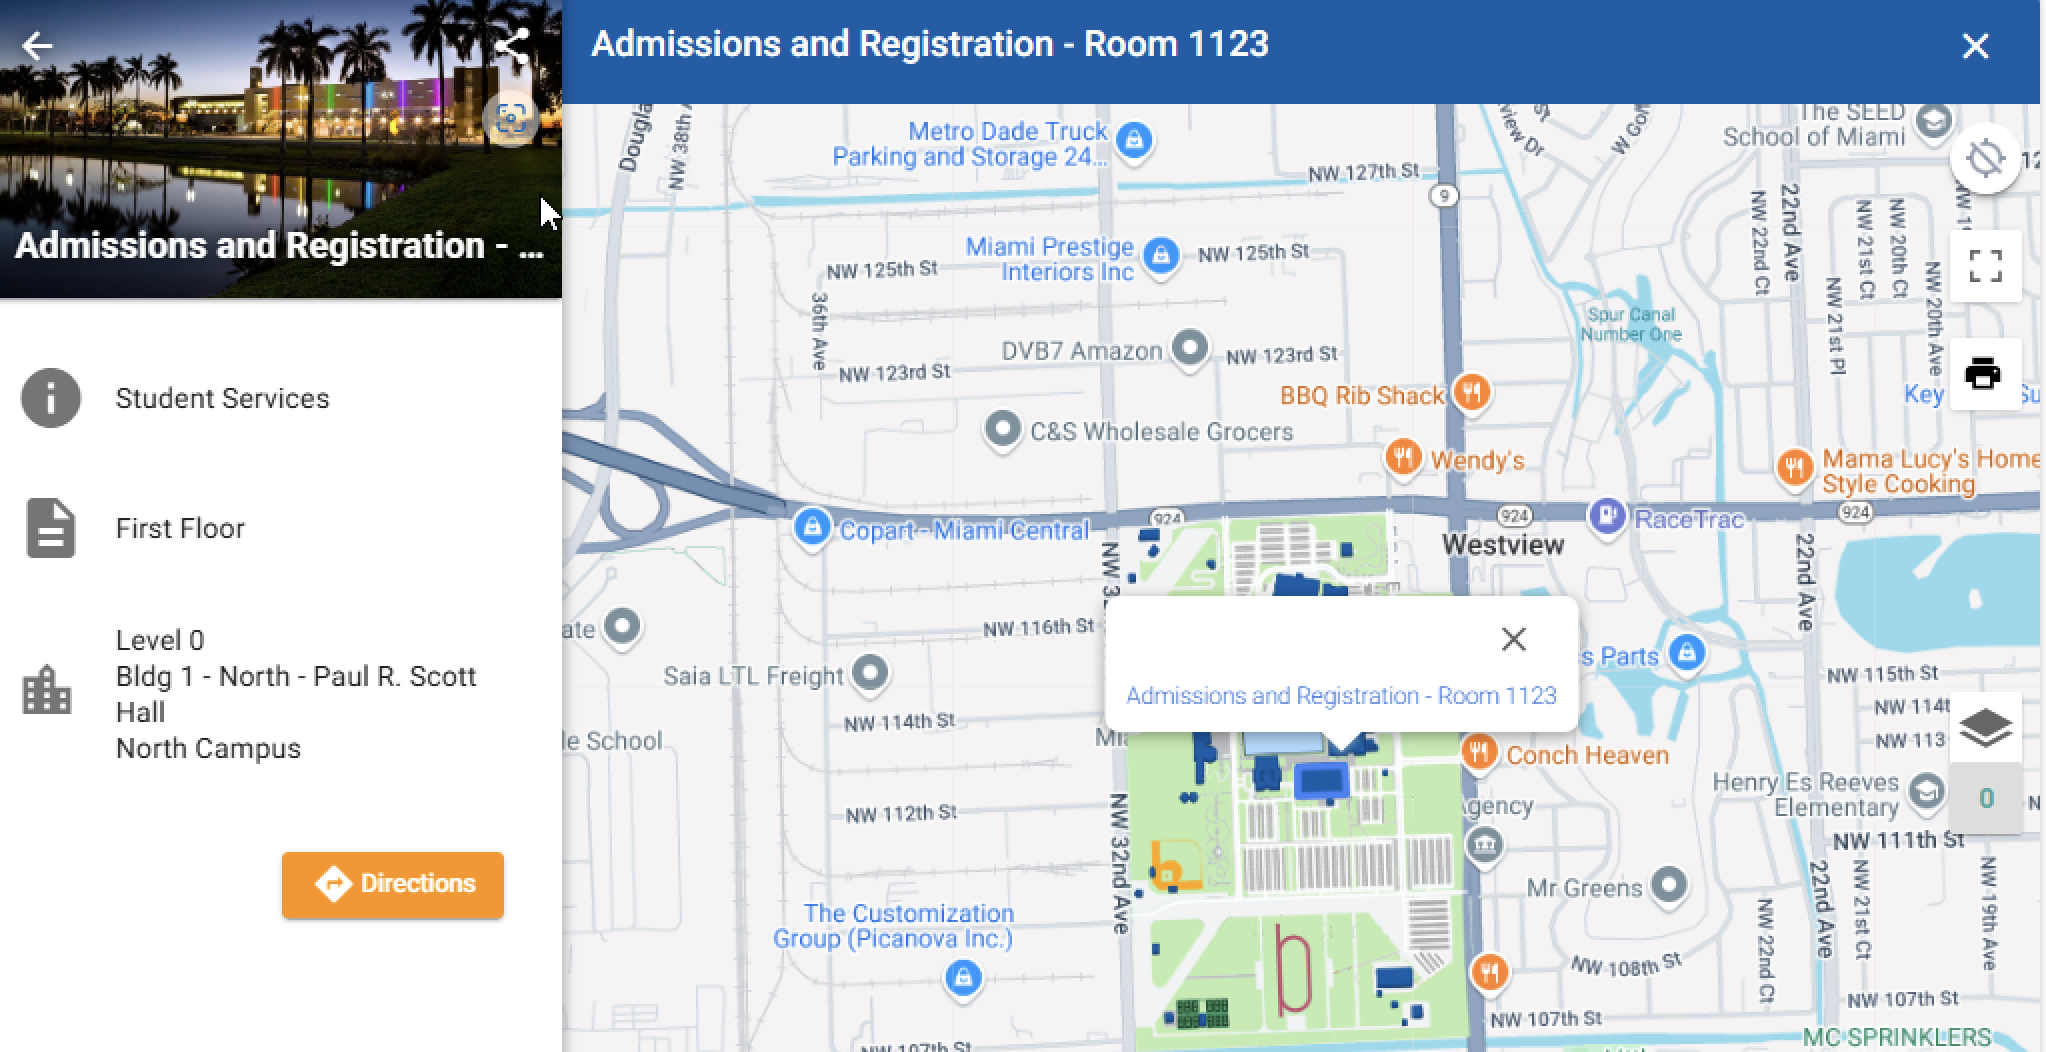 Admissions and Registration - ...
Student Services
First Floor
Level 0
Bldg 1 - North - Paul R. Scott
Hall
North Campus
Directions
Admissions and Registration - Room 1123
The SEED
School of Miami
Metro Dade Truck
Parking and Storage 24...
NW 38th A
NW 127th St
9
Miami Prestige
Interiors Inc
NW 125th St
NW 125th St
22nd Ave
NW 22nd Ct
NW 21st Ct
NW 20th Ct
NW 20th Ave
NW 21st Pl
36th Ave
Spur Canal
Number One
DVB7 Amazon
NW 123rd St
NW 123rd St
BBQ Rib Shack
Key
C&S Wholesale Grocers
Wendy's
Mama Lucy's Home
Style Cooking
924
924
924
Copart - Miami Central
RaceTrac
Westview
22nd Ave
NW 3
ate
NW 116th St
Admissions and Registration - Room 1123
s Parts
Saia LTL Freight
NW 115th St
NW 114th St
NW 114t
NW 113
le School
Mia
Conch Heaven
Henry Es Reeves
Elementary
0
NW 112th St
Agency
NW 111th St
NW 32nd Ave
Mr Greens
The Customization
Group (Picanova Inc.)
22nd Ave
NW 21st Ct
NW 19th Ave
NW 22nd Ct
NW 108th St
NW 107th St
NW 107th St
NW 107th St
MC SPRINKLERS